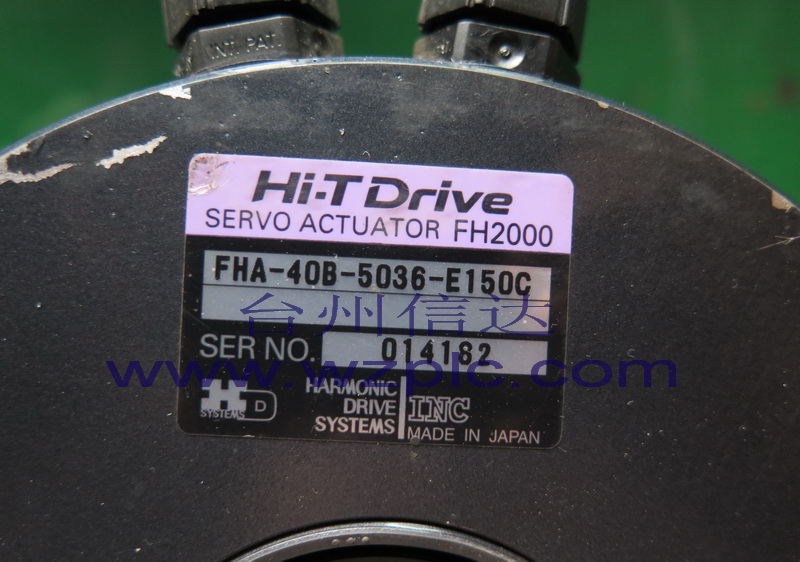 INT. PAT.
Hi-T Drive
SERVO ACTUATOR FH2000
FHA-40B-5036-E150C
台州信达
SER NO. 014182
www.wzplc.com
H SYSTEMS D
HARMONIC DRIVE SYSTEMS INC
MADE IN JAPAN